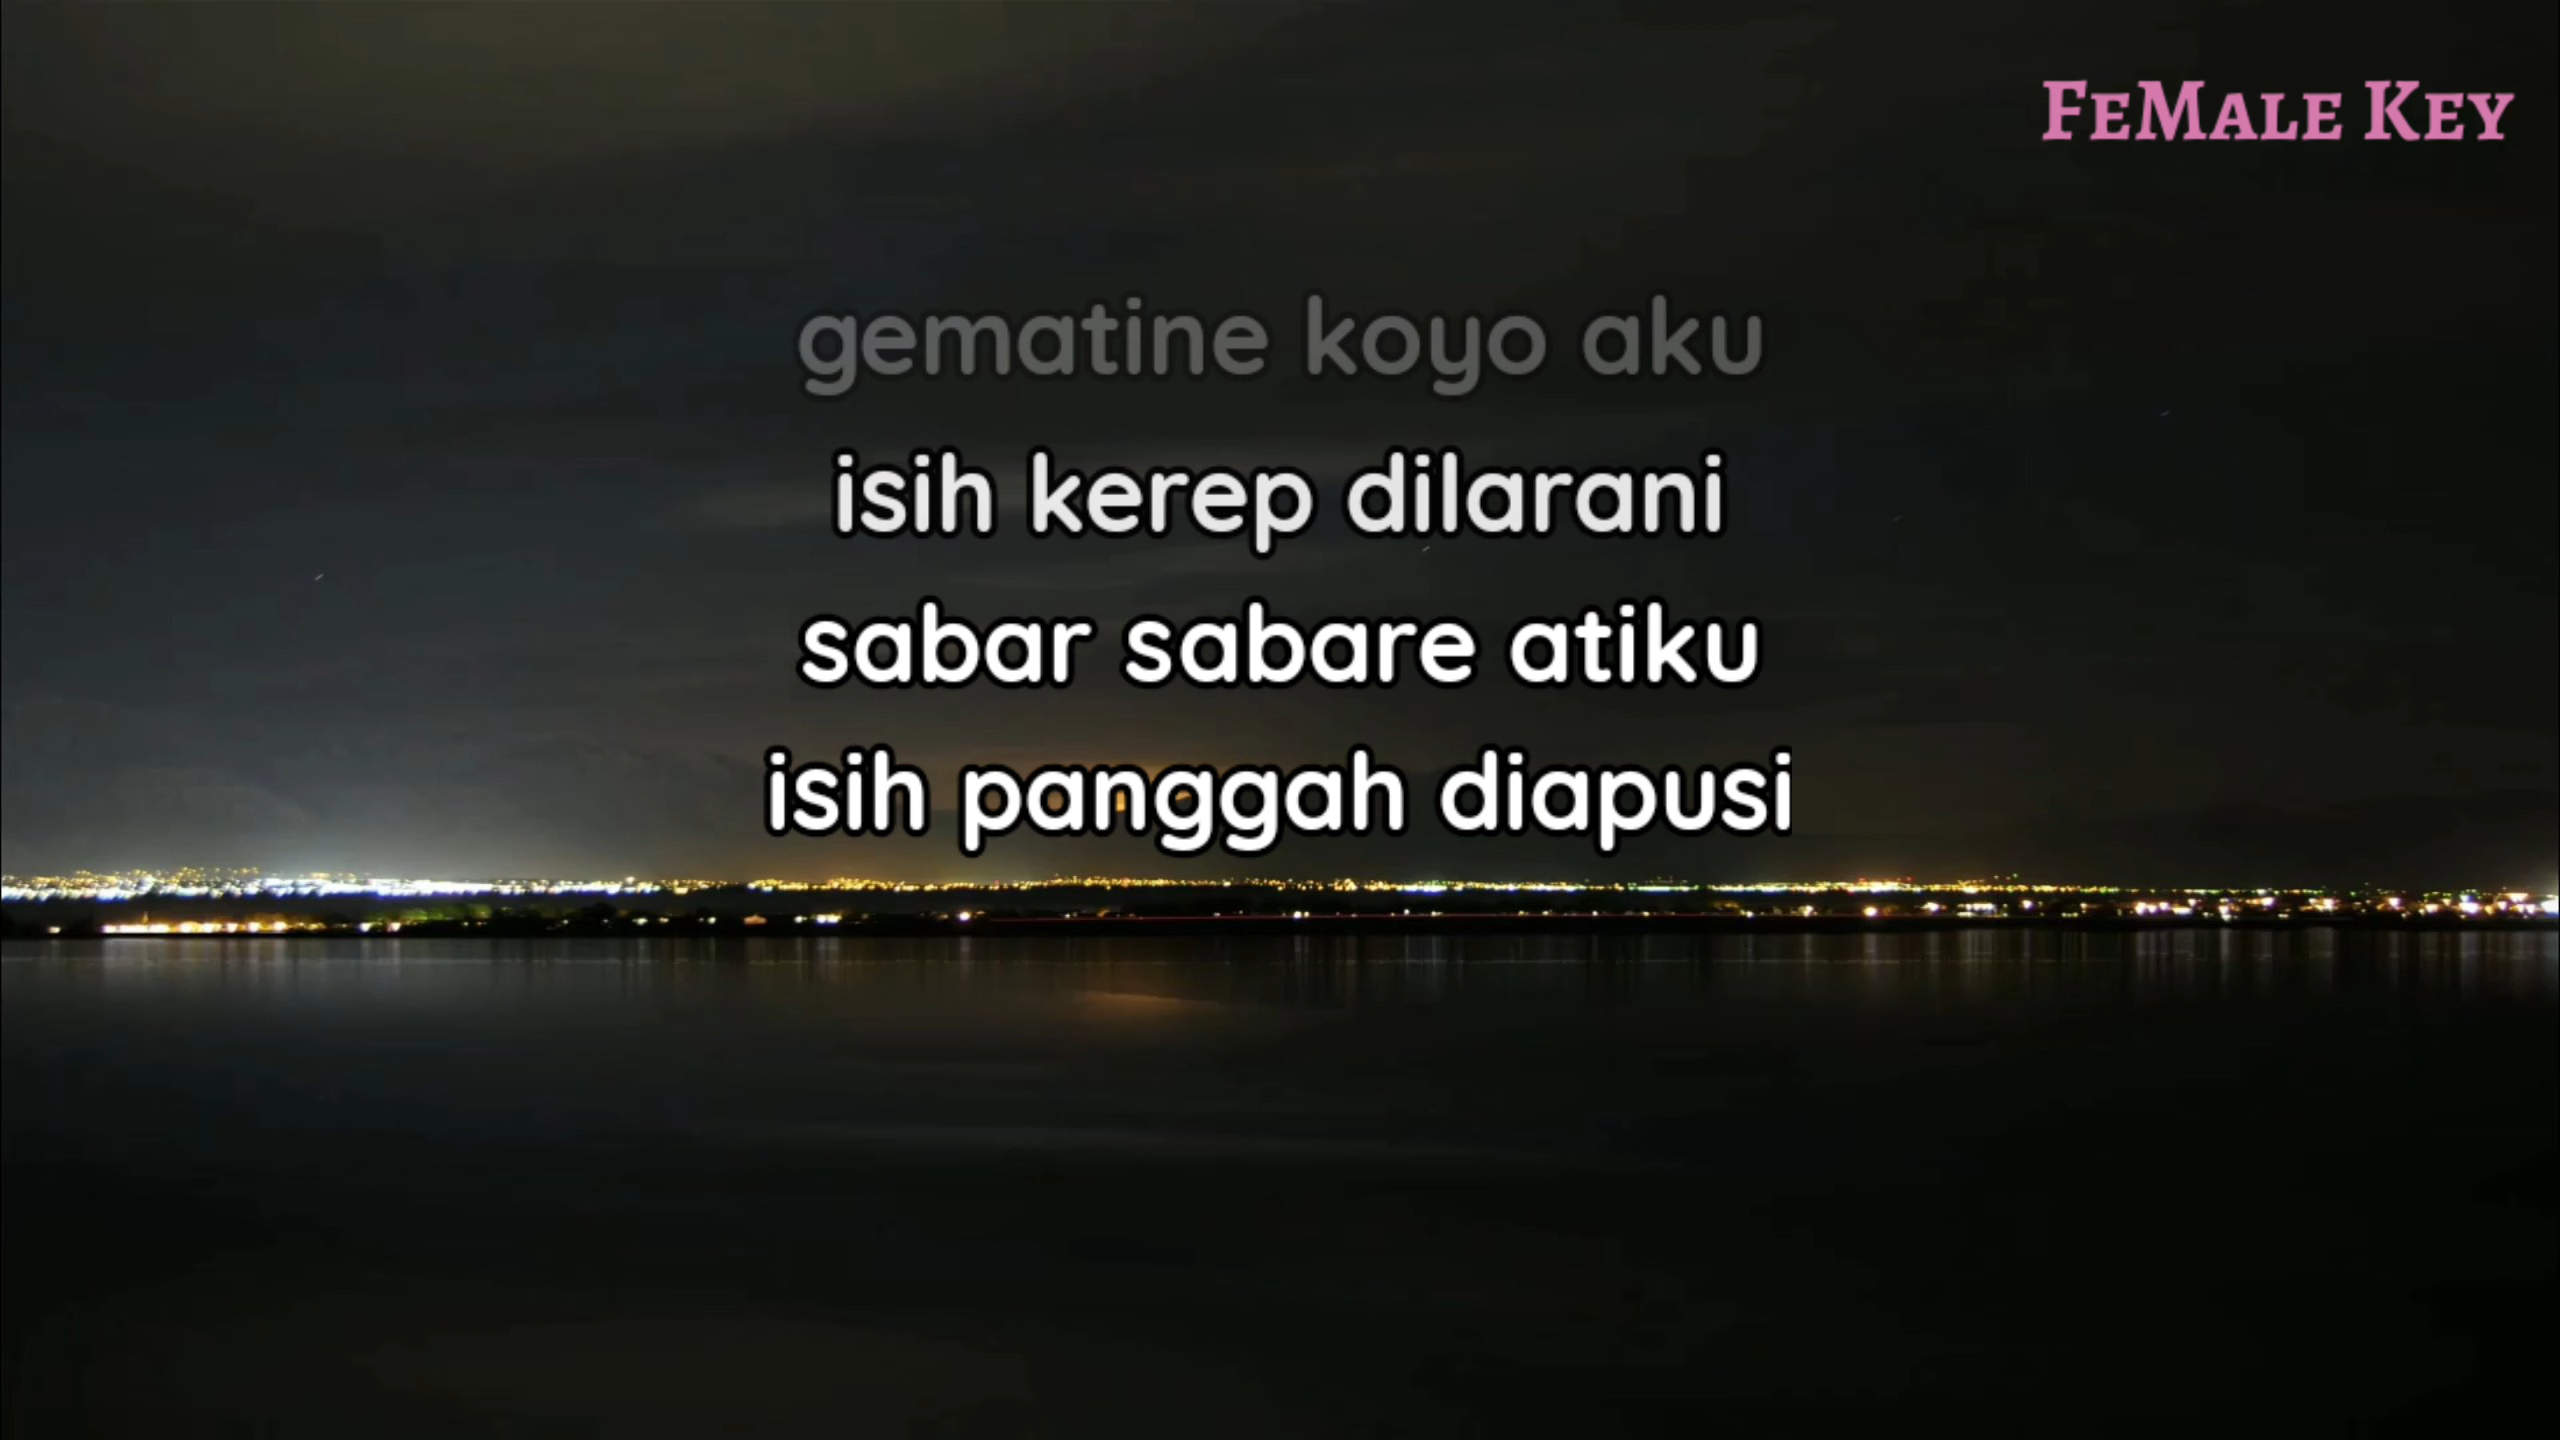 FeMale Key
gematine koyo aku
isih kerep dilarani
sabar sabare atiku
isih panggah diapusi